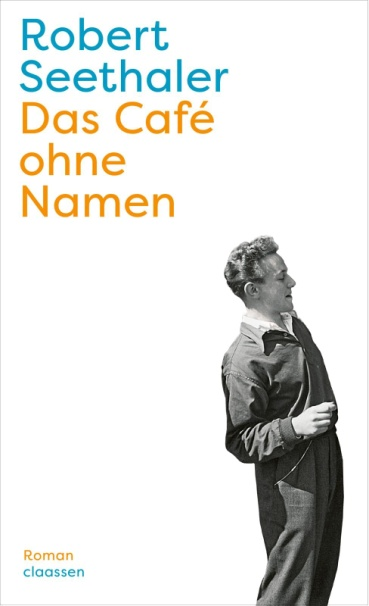 Robert
Seethaler
Das Café
ohne
Namen
Roman
claassen